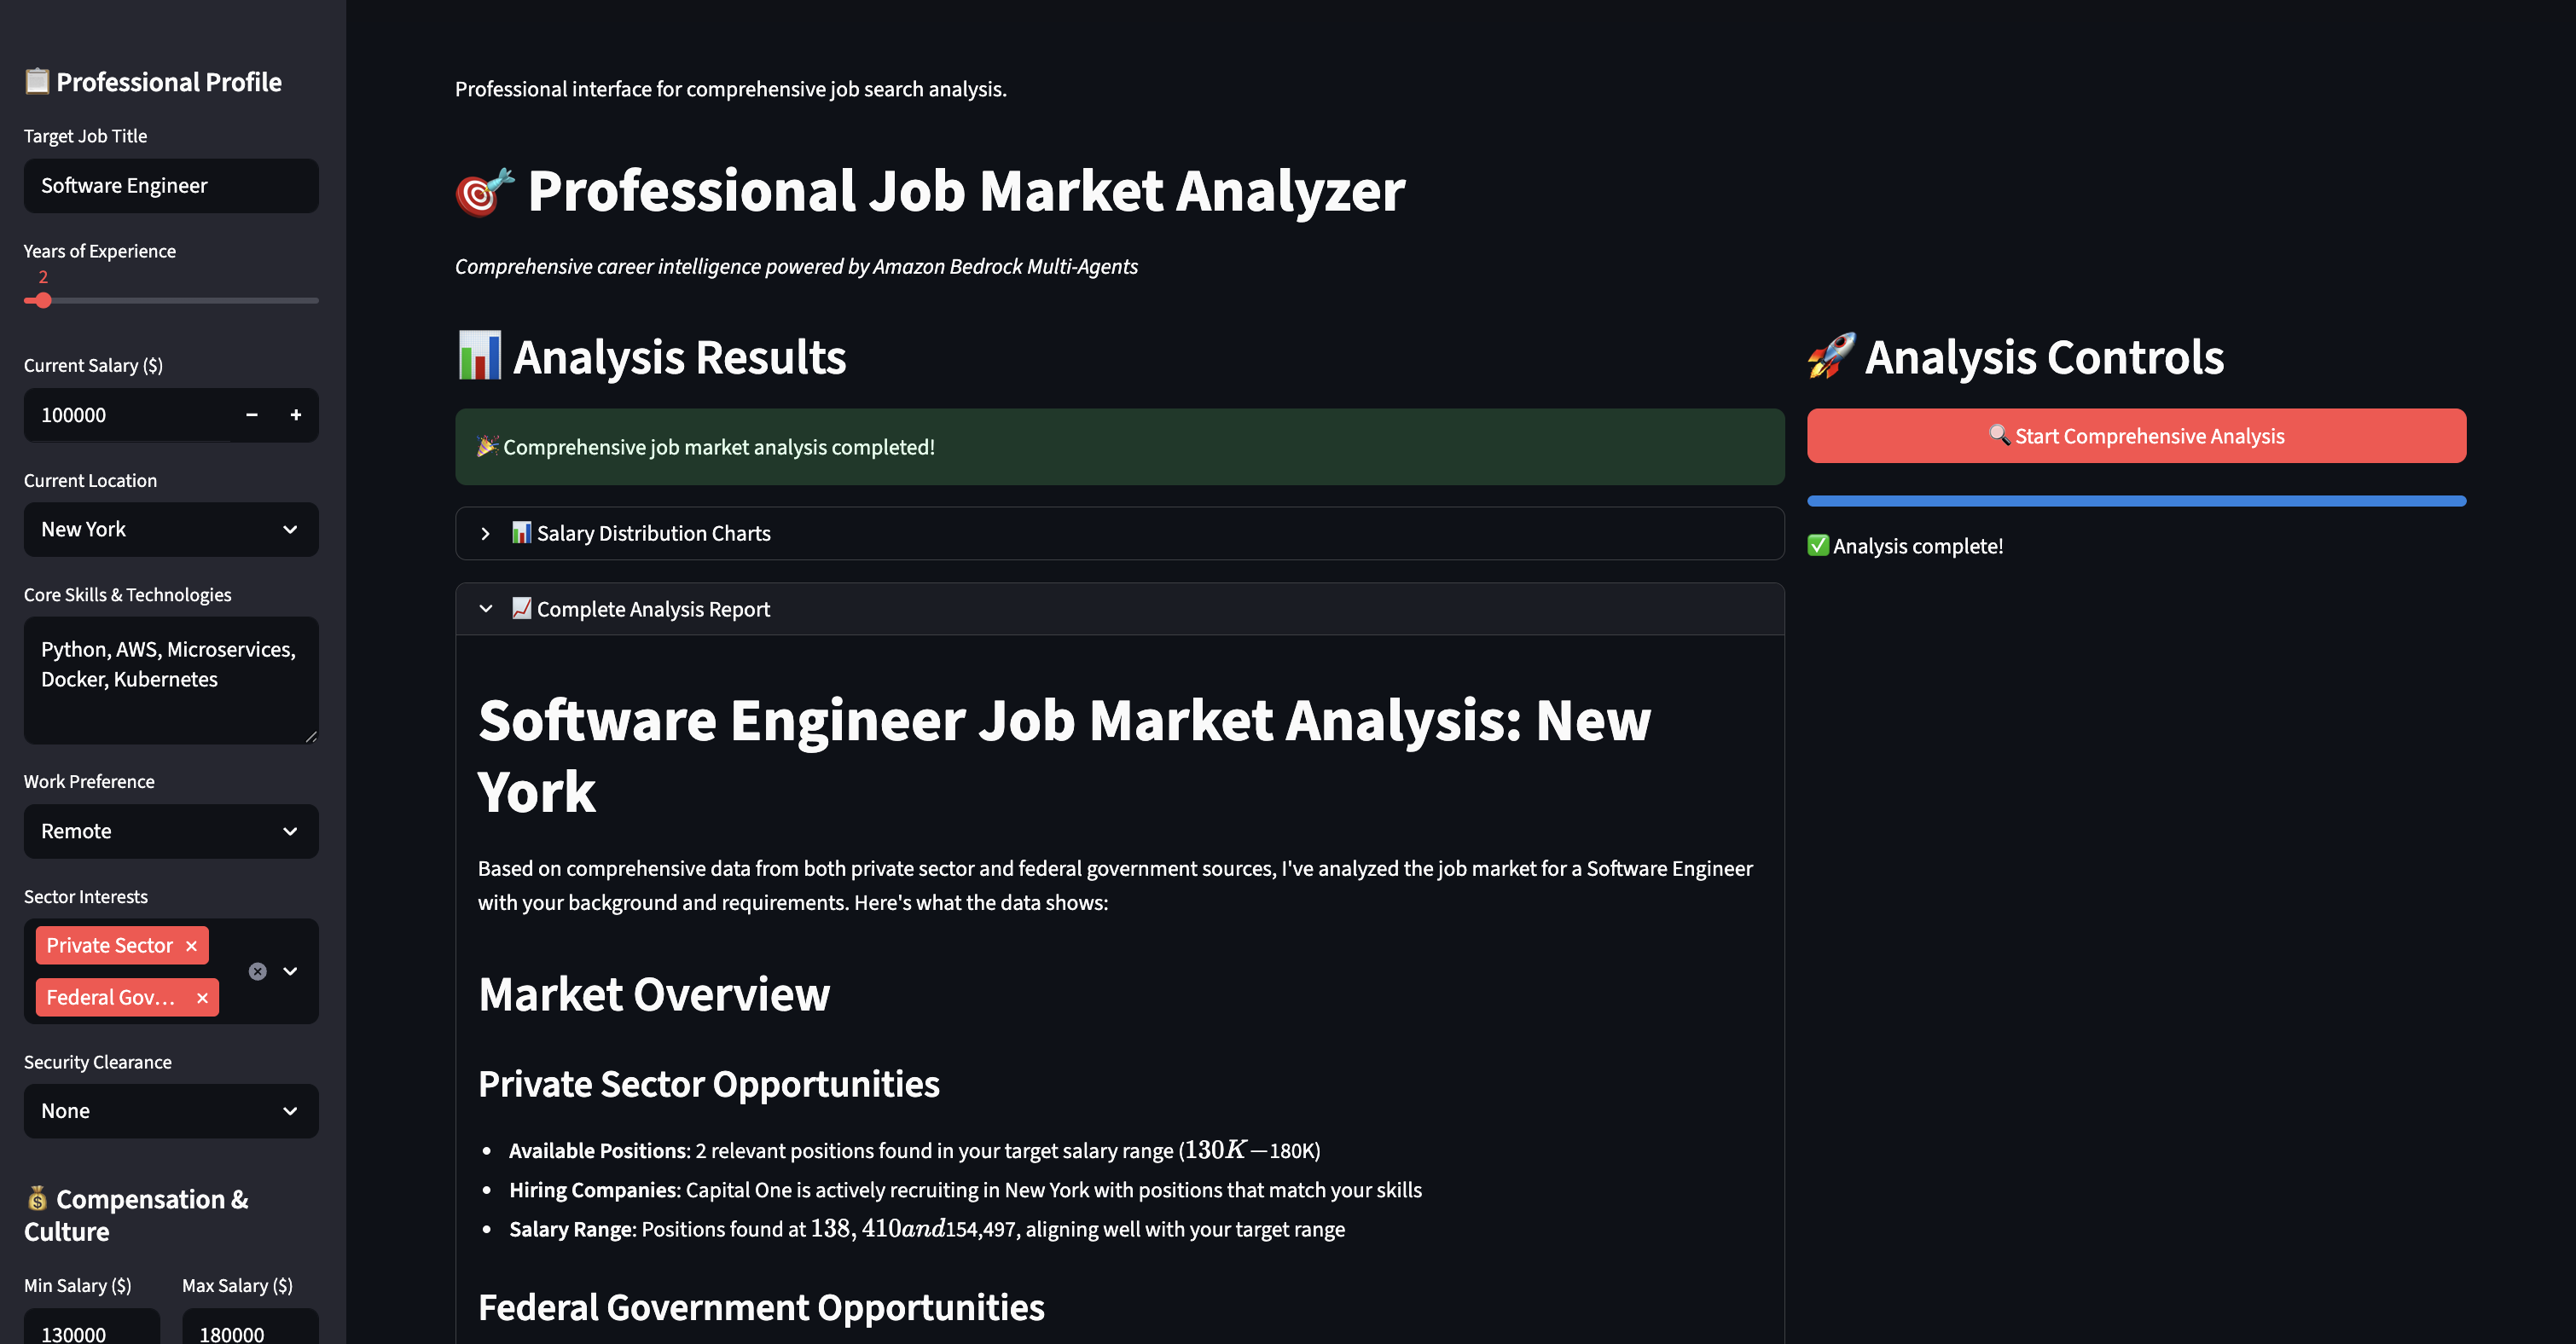 Professional Profile
Target Job Title
Software Engineer
Years of Experience
2
Current Salary ($)
100000
Current Location
New York
Core Skills & Technologies
Python, AWS, Microservices,
Docker, Kubernetes
Work Preference
Remote
Sector Interests
Private Sector
Federal Gov...
Security Clearance
None
Compensation &
Culture
Min Salary ($) Max Salary ($)
130000 180000
Professional interface for comprehensive job search analysis.
Professional Job Market Analyzer
Comprehensive career intelligence powered by Amazon Bedrock Multi-Agents
Analysis Results
Comprehensive job market analysis completed!
Salary Distribution Charts
Complete Analysis Report
Software Engineer Job Market Analysis: New
York
Based on comprehensive data from both private sector and federal government sources, I've analyzed the job market for a Software Engineer
with your background and requirements. Here's what the data shows:
Market Overview
Private Sector Opportunities
• Available Positions: 2 relevant positions found in your target salary range (130K−180K)
• Hiring Companies: Capital One is actively recruiting in New York with positions that match your skills
• Salary Range: Positions found at 138,410and154,497, aligning well with your target range
Federal Government Opportunities
Analysis Controls
Start Comprehensive Analysis
Analysis complete!